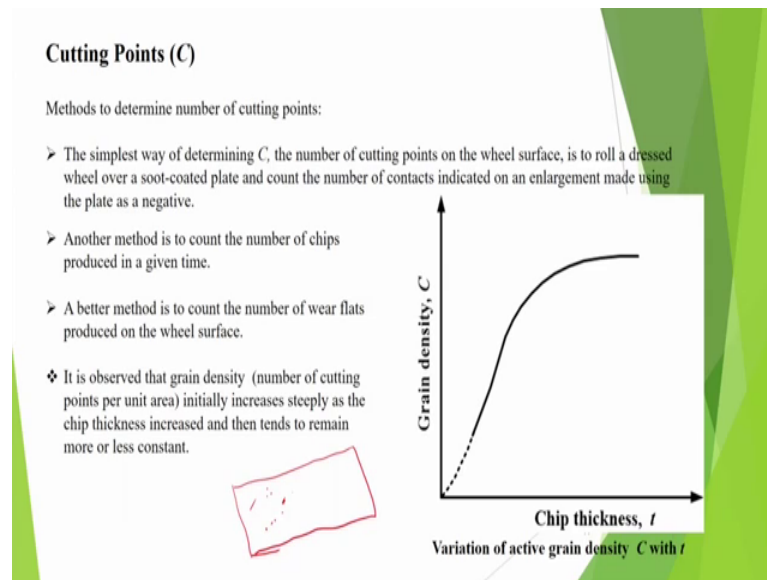 Cutting Points (C)
Methods to determine number of cutting points:
➢ The simplest way of determining C, the number of cutting points on the wheel surface, is to roll a dressed
wheel over a soot-coated plate and count the number of contacts indicated on an enlargement made using
the plate as a negative.
➢ Another method is to count the number of chips
produced in a given time.
➢ A better method is to count the number of wear flats
produced on the wheel surface.
❖ It is observed that grain density (number of cutting
points per unit area) initially increases steeply as the
chip thickness increased and then tends to remain
more or less constant.
Grain density, C
Chip thickness, t
Variation of active grain density C with t